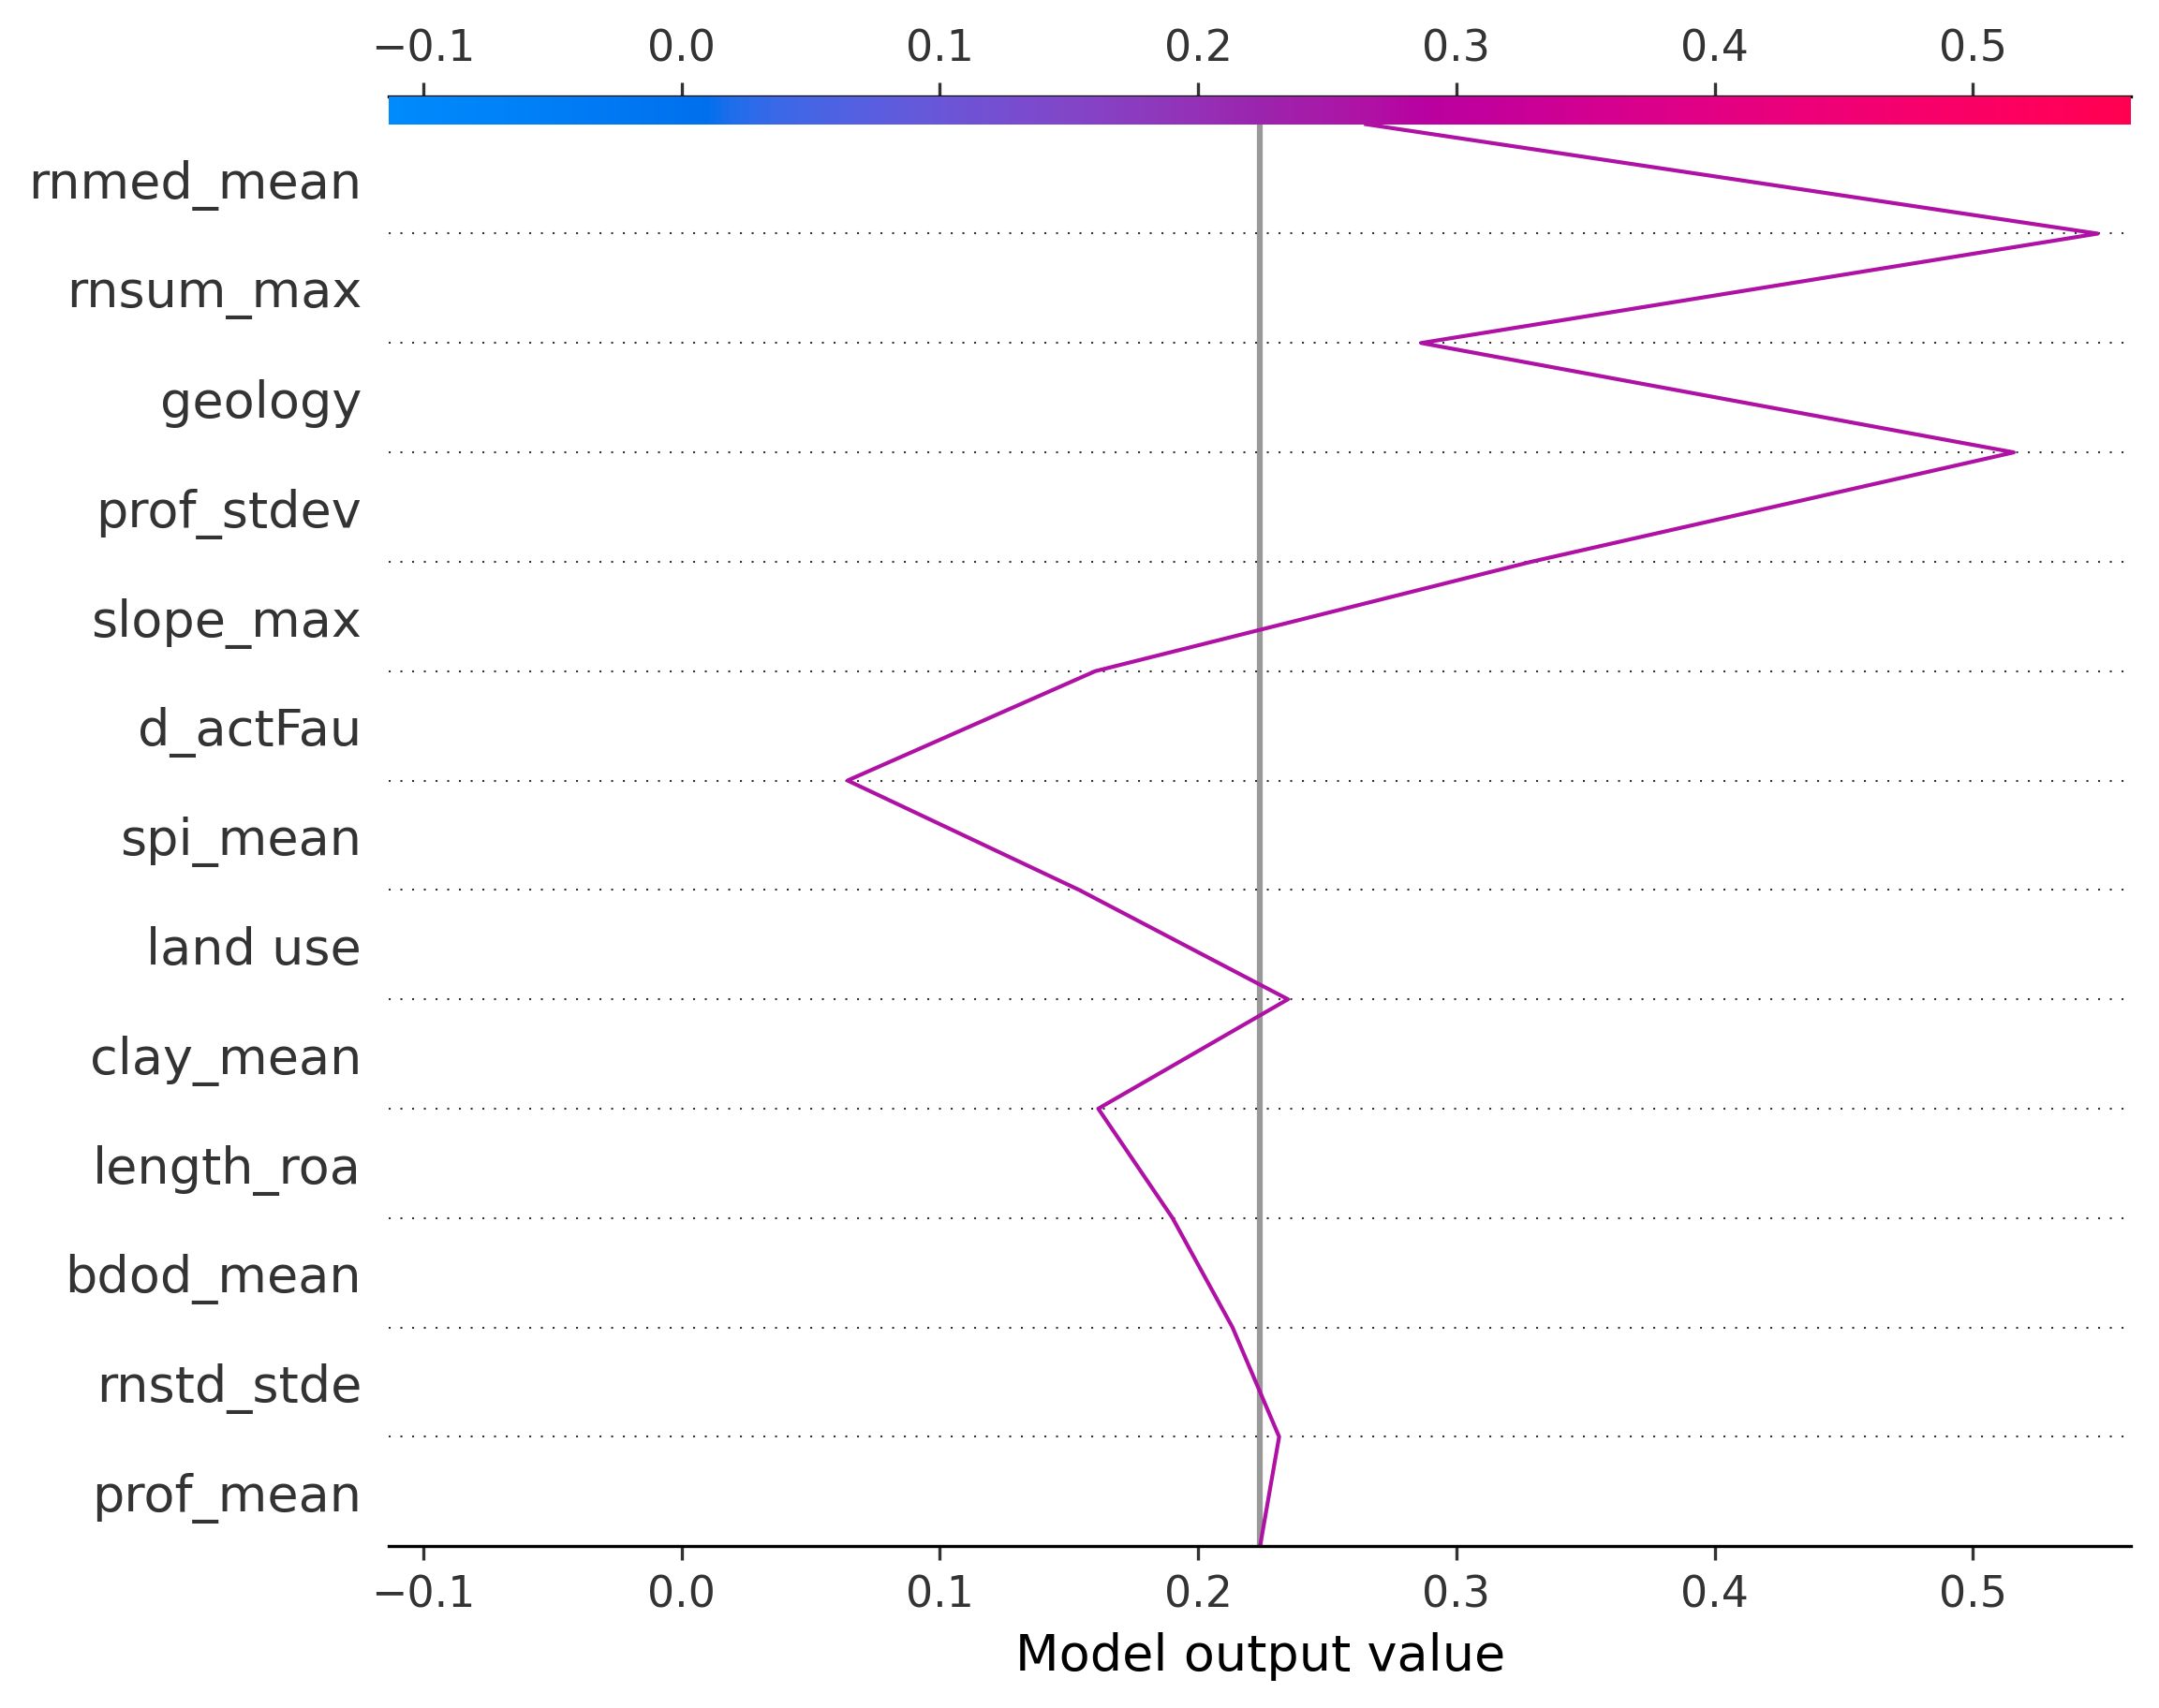 −0.1 0.0 0.1 0.2 0.3 0.4 0.5
rnmed_mean
rnsum_max
geology
prof_stdev
slope_max
d_actFau
spi_mean
land use
clay_mean
length_roa
bdod_mean
rnstd_stde
prof_mean
−0.1 0.0 0.1 0.2 0.3 0.4 0.5
Model output value